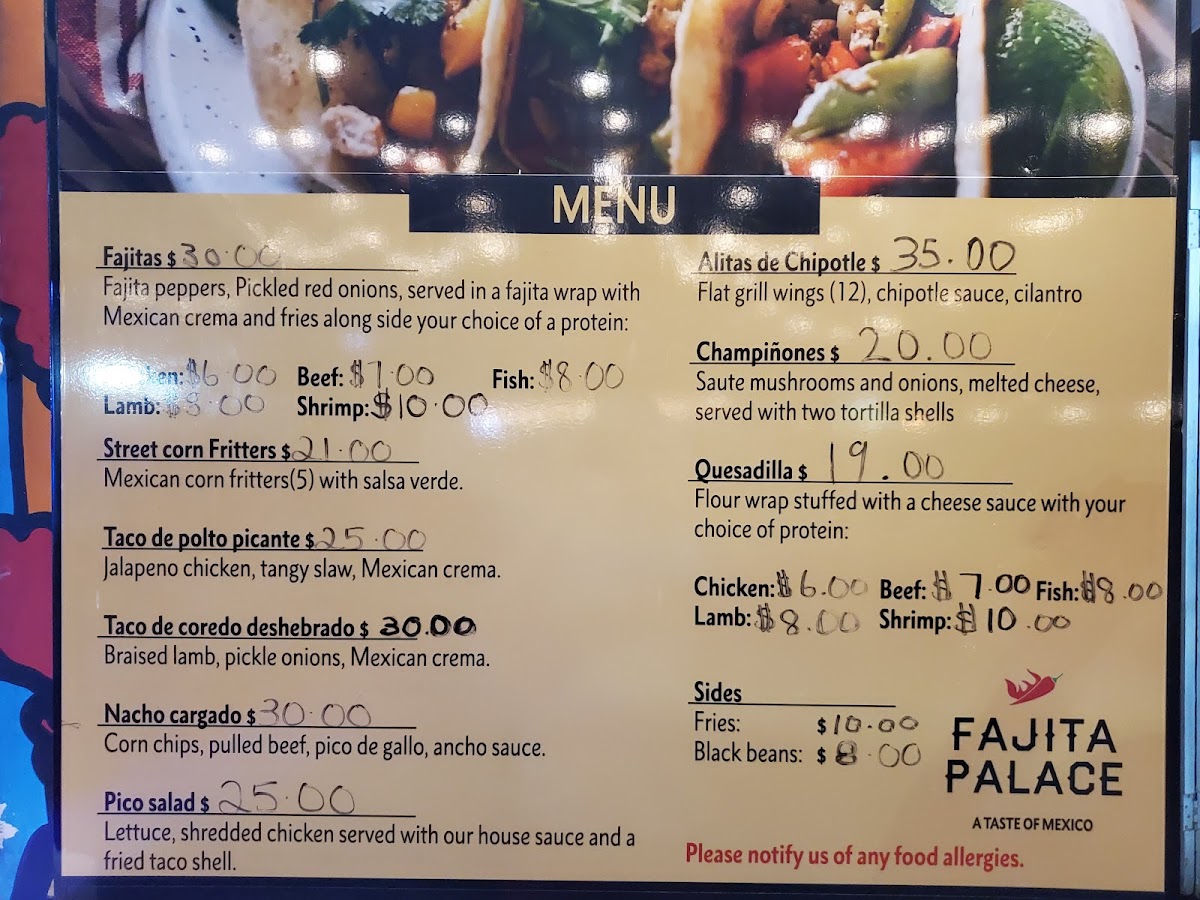 MENU
Fajitas $ 30.00
Fajita peppers, Pickled red onions, served in a fajita wrap with
Mexican crema and fries along side your choice of a protein:
$6.00 Beef: $7.00 Fish: $8.00
Lamb: $8.00 Shrimp: $10.00
Street corn Fritters $ 21.00
Mexican corn fritters(5) with salsa verde.
Taco de polto picante $ 25.00
Jalapeno chicken, tangy slaw, Mexican crema.
Taco de coredo deshebrado $ 30.00
Braised lamb, pickle onions, Mexican crema.
Nacho cargado $ 30.00
Corn chips, pulled beef, pico de gallo, ancho sauce.
Pico salad $ 25.00
Lettuce, shredded chicken served with our house sauce and a
fried taco shell.
Alitas de Chipotle $ 35.00
Flat grill wings (12), chipotle sauce, cilantro
Champiñones $ 20.00
Saute mushrooms and onions, melted cheese,
served with two tortilla shells
Quesadilla $ 19.00
Flour wrap stuffed with a cheese sauce with your
choice of protein:
Chicken: $6.00 Beef: $7.00 Fish: $8.00
Lamb: $8.00 Shrimp: $10.00
Sides
Fries: $10.00
Black beans: $8.00
FAJITA
PALACE
A TASTE OF MEXICO
Please notify us of any food allergies.